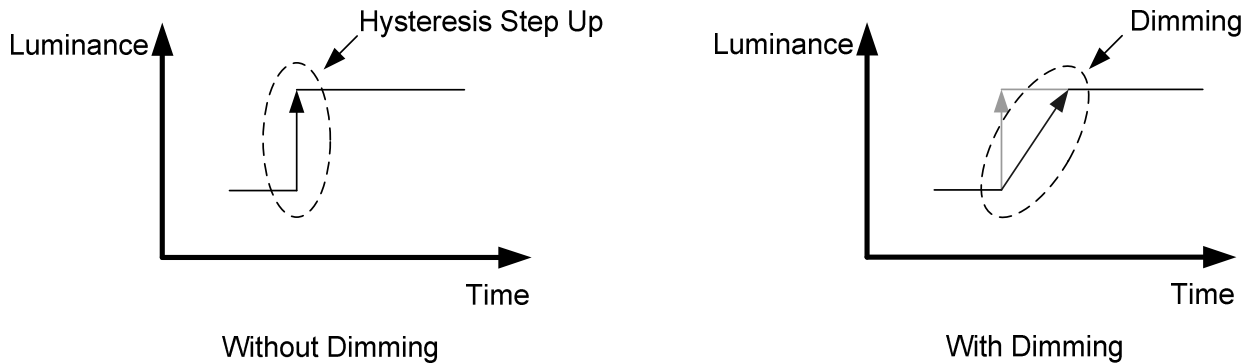 Hysteresis Step Up
Luminance
Time
Without Dimming
Dimming
Luminance
Time
With Dimming